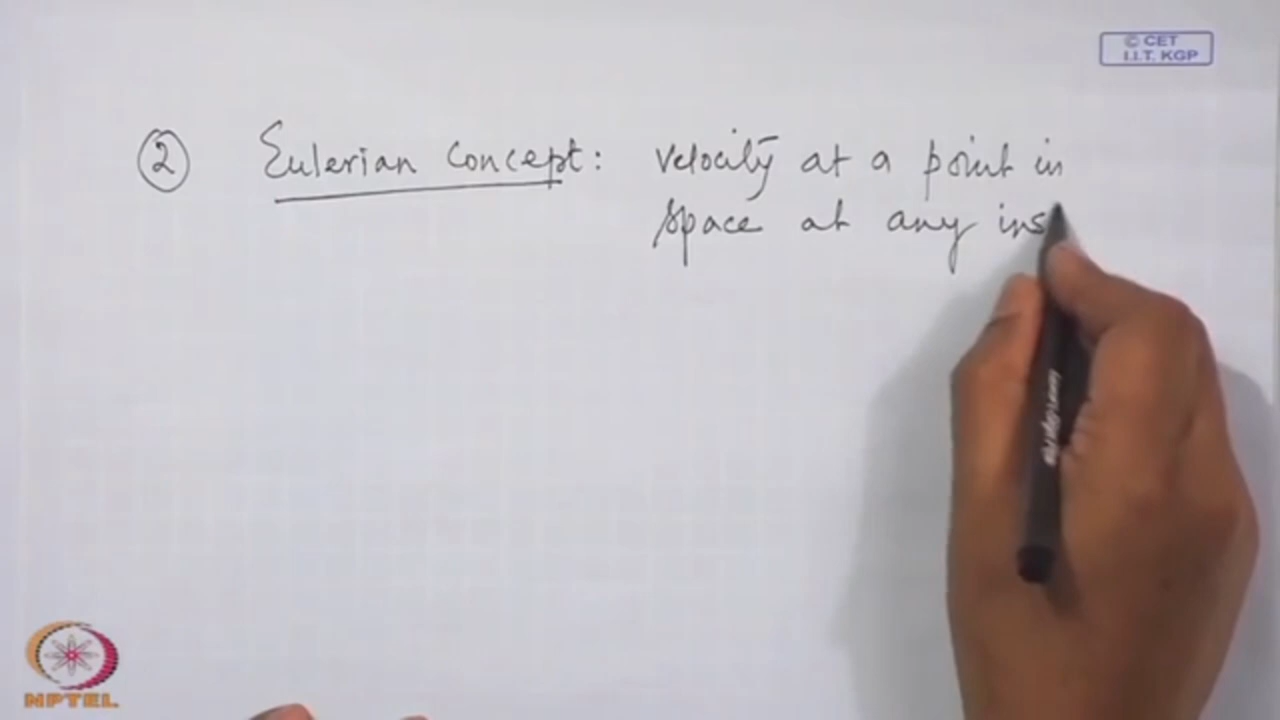 © CET
I.I.T. KGP
② Eulerian Concept: Velocity at a point in
space at any ins
NPTEL